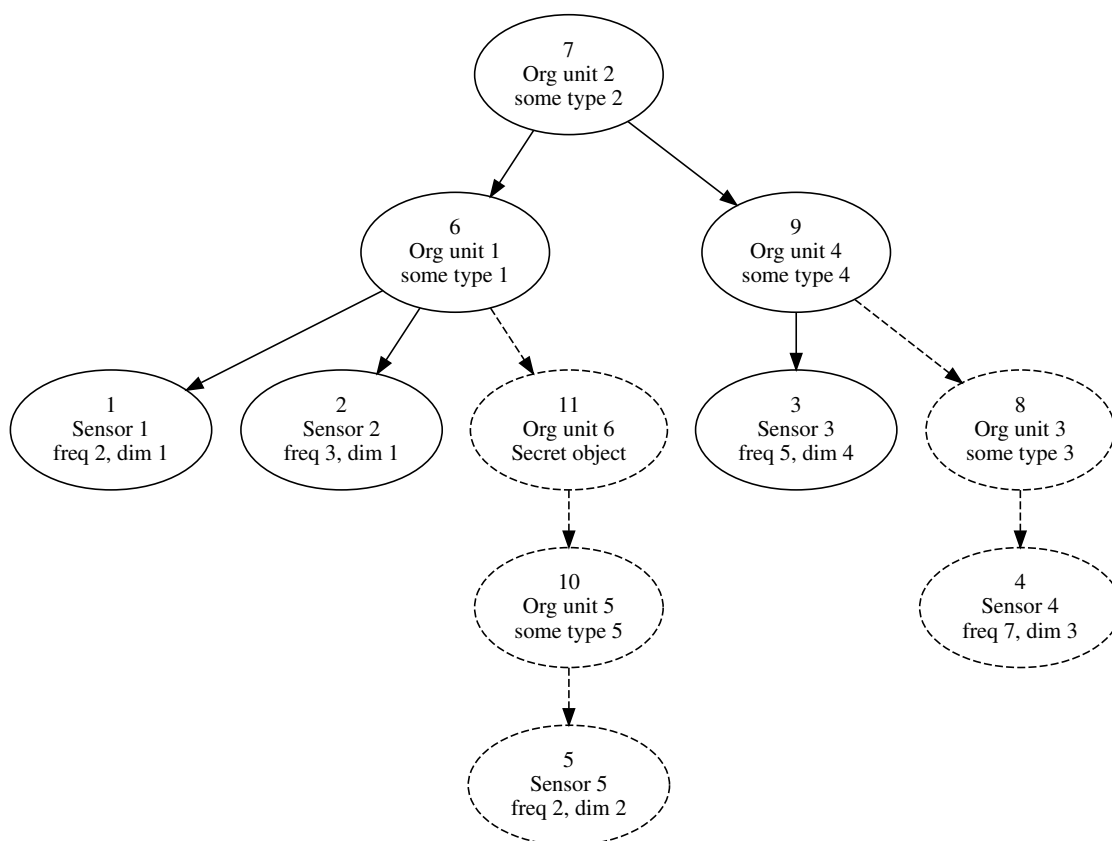 7
Org unit 2
some type 2
6
Org unit 1
some type 1
9
Org unit 4
some type 4
1
Sensor 1
freq 2, dim 1
2
Sensor 2
freq 3, dim 1
11
Org unit 6
Secret object
3
Sensor 3
freq 5, dim 4
8
Org unit 3
some type 3
10
Org unit 5
some type 5
4
Sensor 4
freq 7, dim 3
5
Sensor 5
freq 2, dim 2